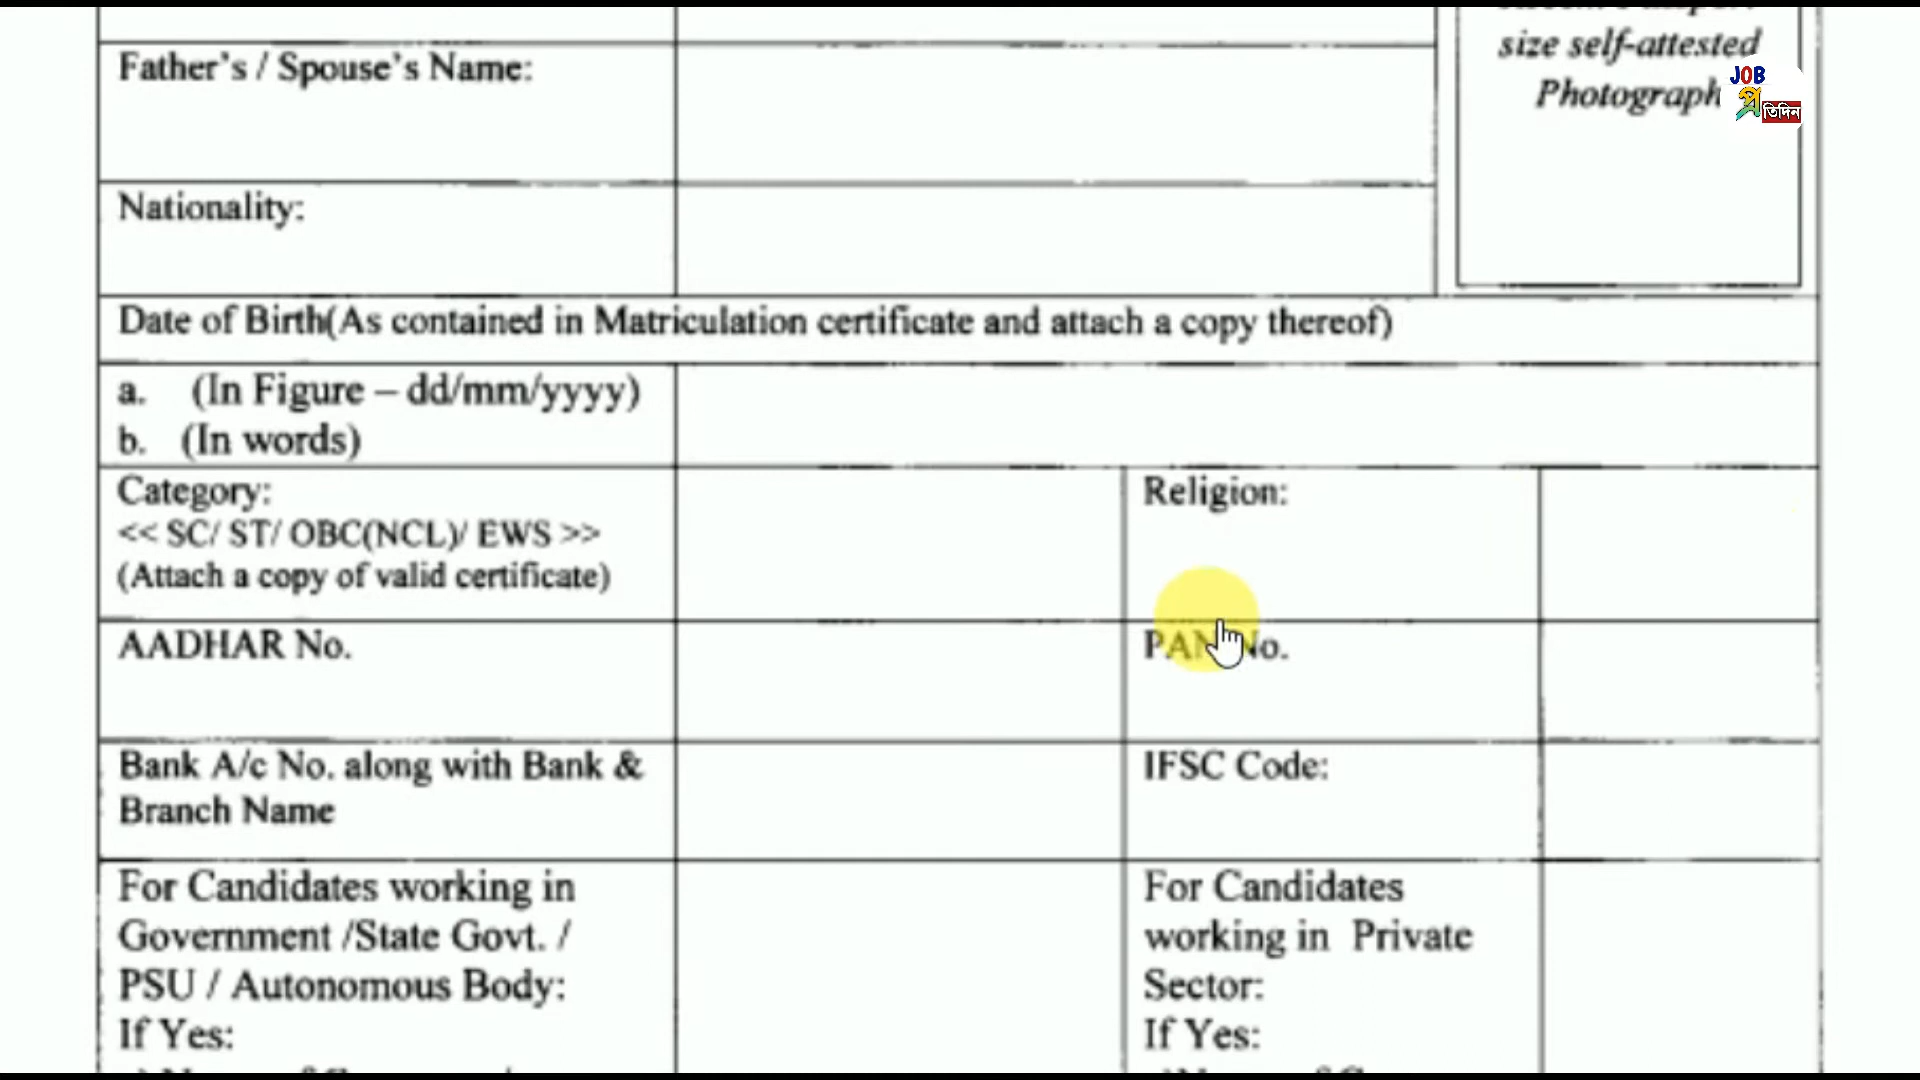 size self-attested
Photograph
JOB
প্রতিদিন
Father's / Spouse's Name:
Nationality:
Date of Birth(As contained in Matriculation certificate and attach a copy thereof)
a. (In Figure – dd/mm/yyyy)
b. (In words)
Category:
<< SC/ ST/ OBC(NCL)/ EWS >>
(Attach a copy of valid certificate)
Religion:
AADHAR No.
PAN No.
Bank A/c No. along with Bank &
Branch Name
IFSC Code:
For Candidates working in
Government /State Govt. /
PSU / Autonomous Body:
If Yes:
For Candidates
working in Private
Sector:
If Yes: